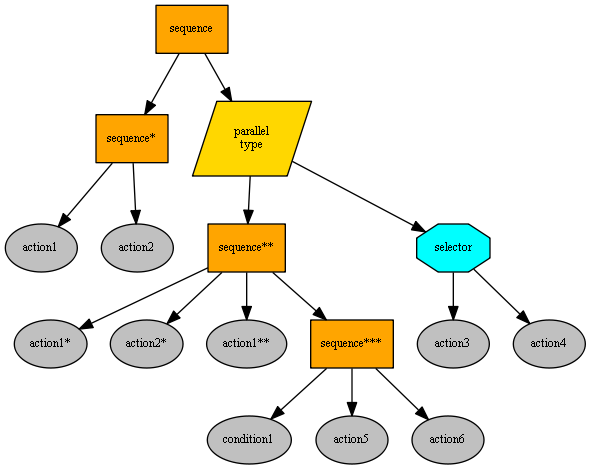 sequence
sequence*
parallel
type
action1
action2
sequence**
selector
action1*
action2*
action1**
sequence***
action3
action4
condition1
action5
action6